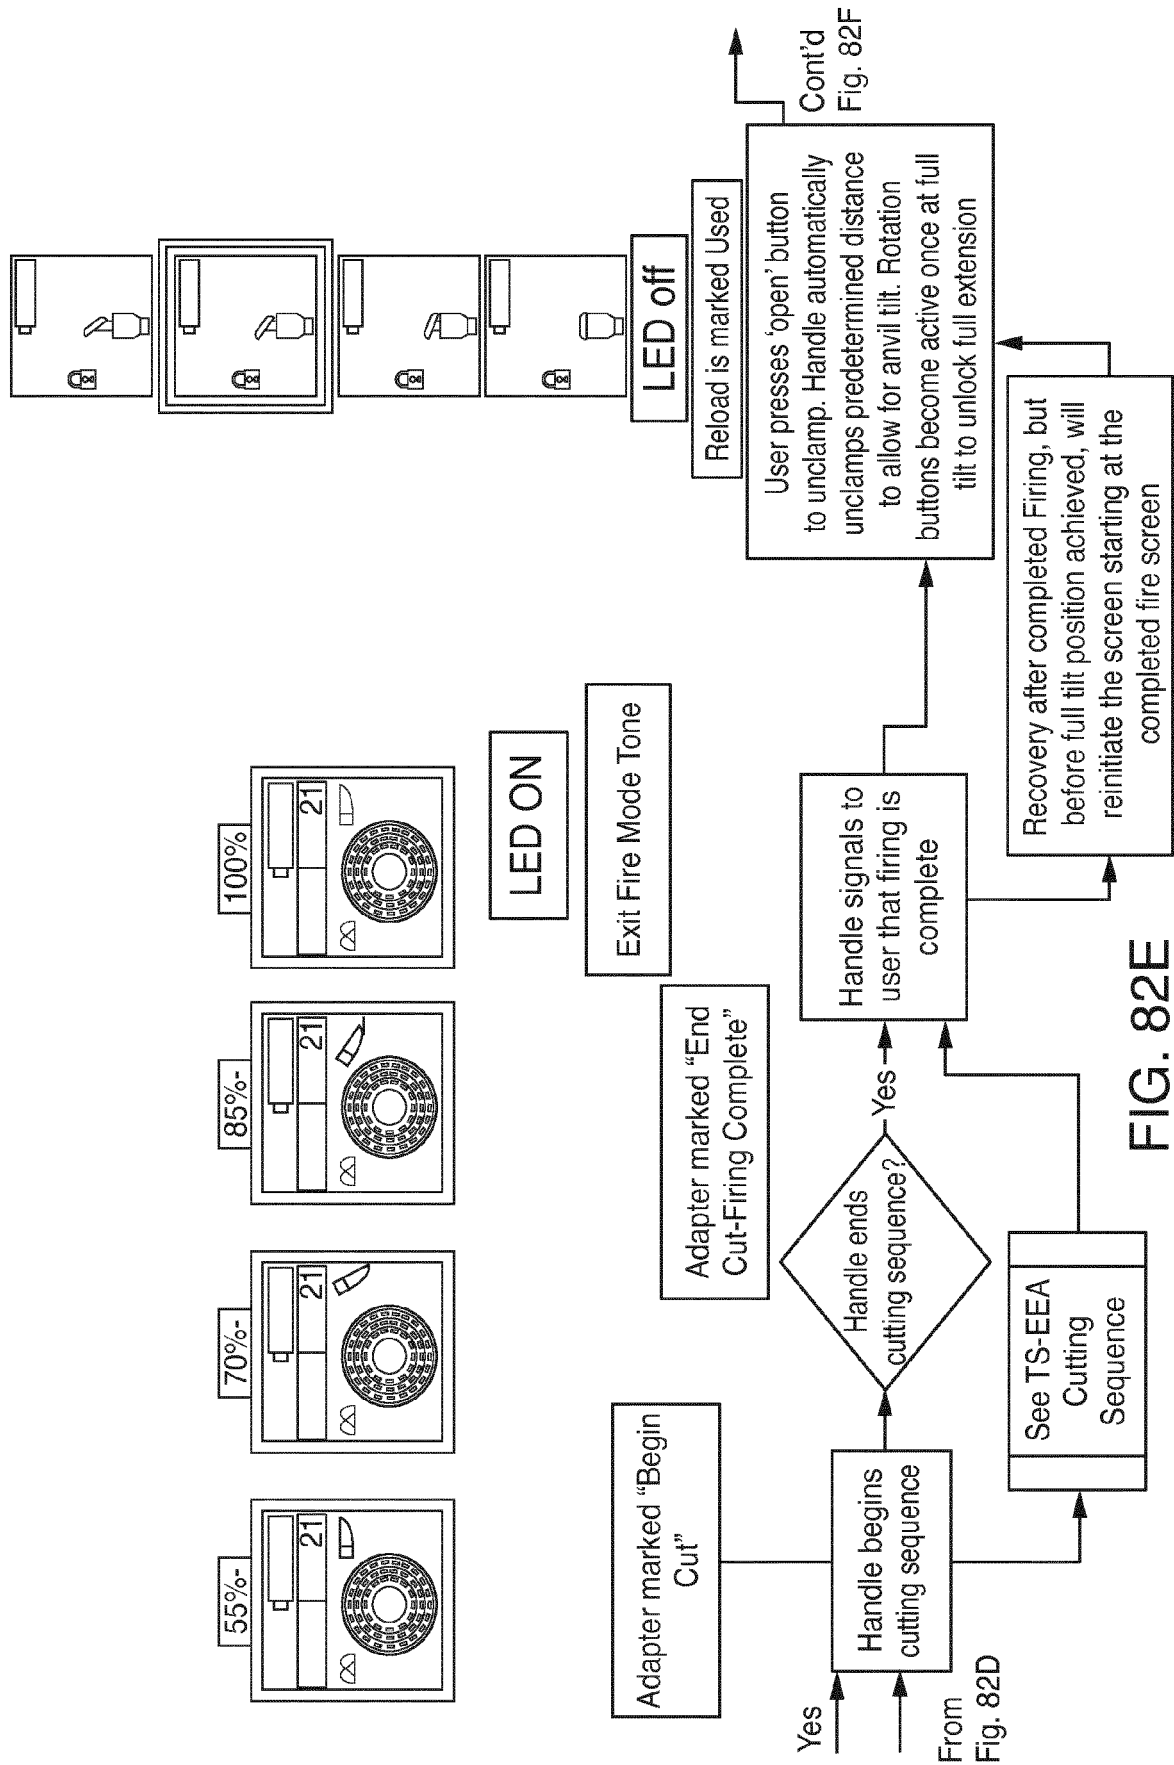 55%-
21
70%-
21
85%-
21
100%
21
LED ON
Exit Fire Mode Tone
LED off
Reload is marked Used
Adapter marked “Begin
Cut”
Adapter marked “End
Cut-Firing Complete”
Yes
From
Fig. 82D
Handle begins
cutting sequence
Handle ends
cutting sequence?
Yes
See TS-EEA
Cutting
Sequence
Handle signals to
user that firing is
complete
User presses ‘open’ button
to unclamp. Handle automatically
unclamps predetermined distance
to allow for anvil tilt. Rotation
buttons become active once at full
tilt to unlock full extension
Cont’d
Fig. 82F
Recovery after completed Firing, but
before full tilt position achieved, will
reinitiate the screen starting at the
completed fire screen
FIG. 82E